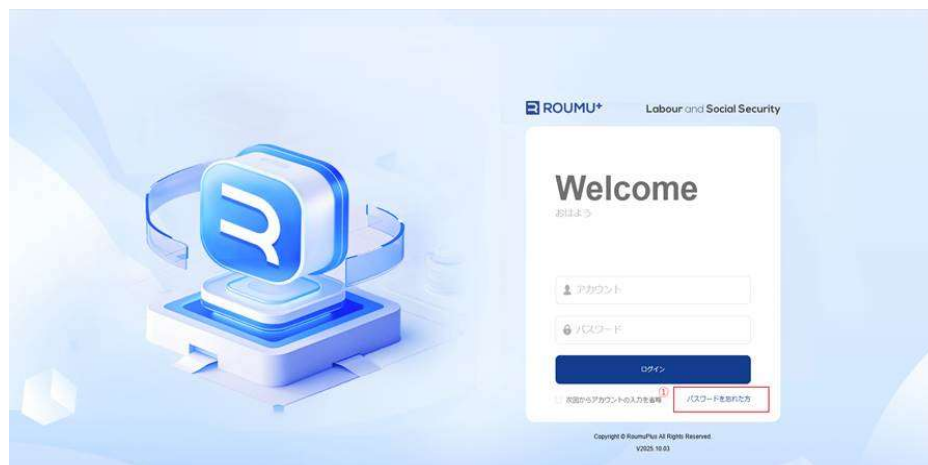 ROUMU+ Labour and Social Security
Welcome
おはよう
アカウント
パスワード
ログイン
次回からアカウントの入力を省略 ① パスワードを忘れた方
Copyright © RoumuPlus All Rights Reserved.
V2025.10.03